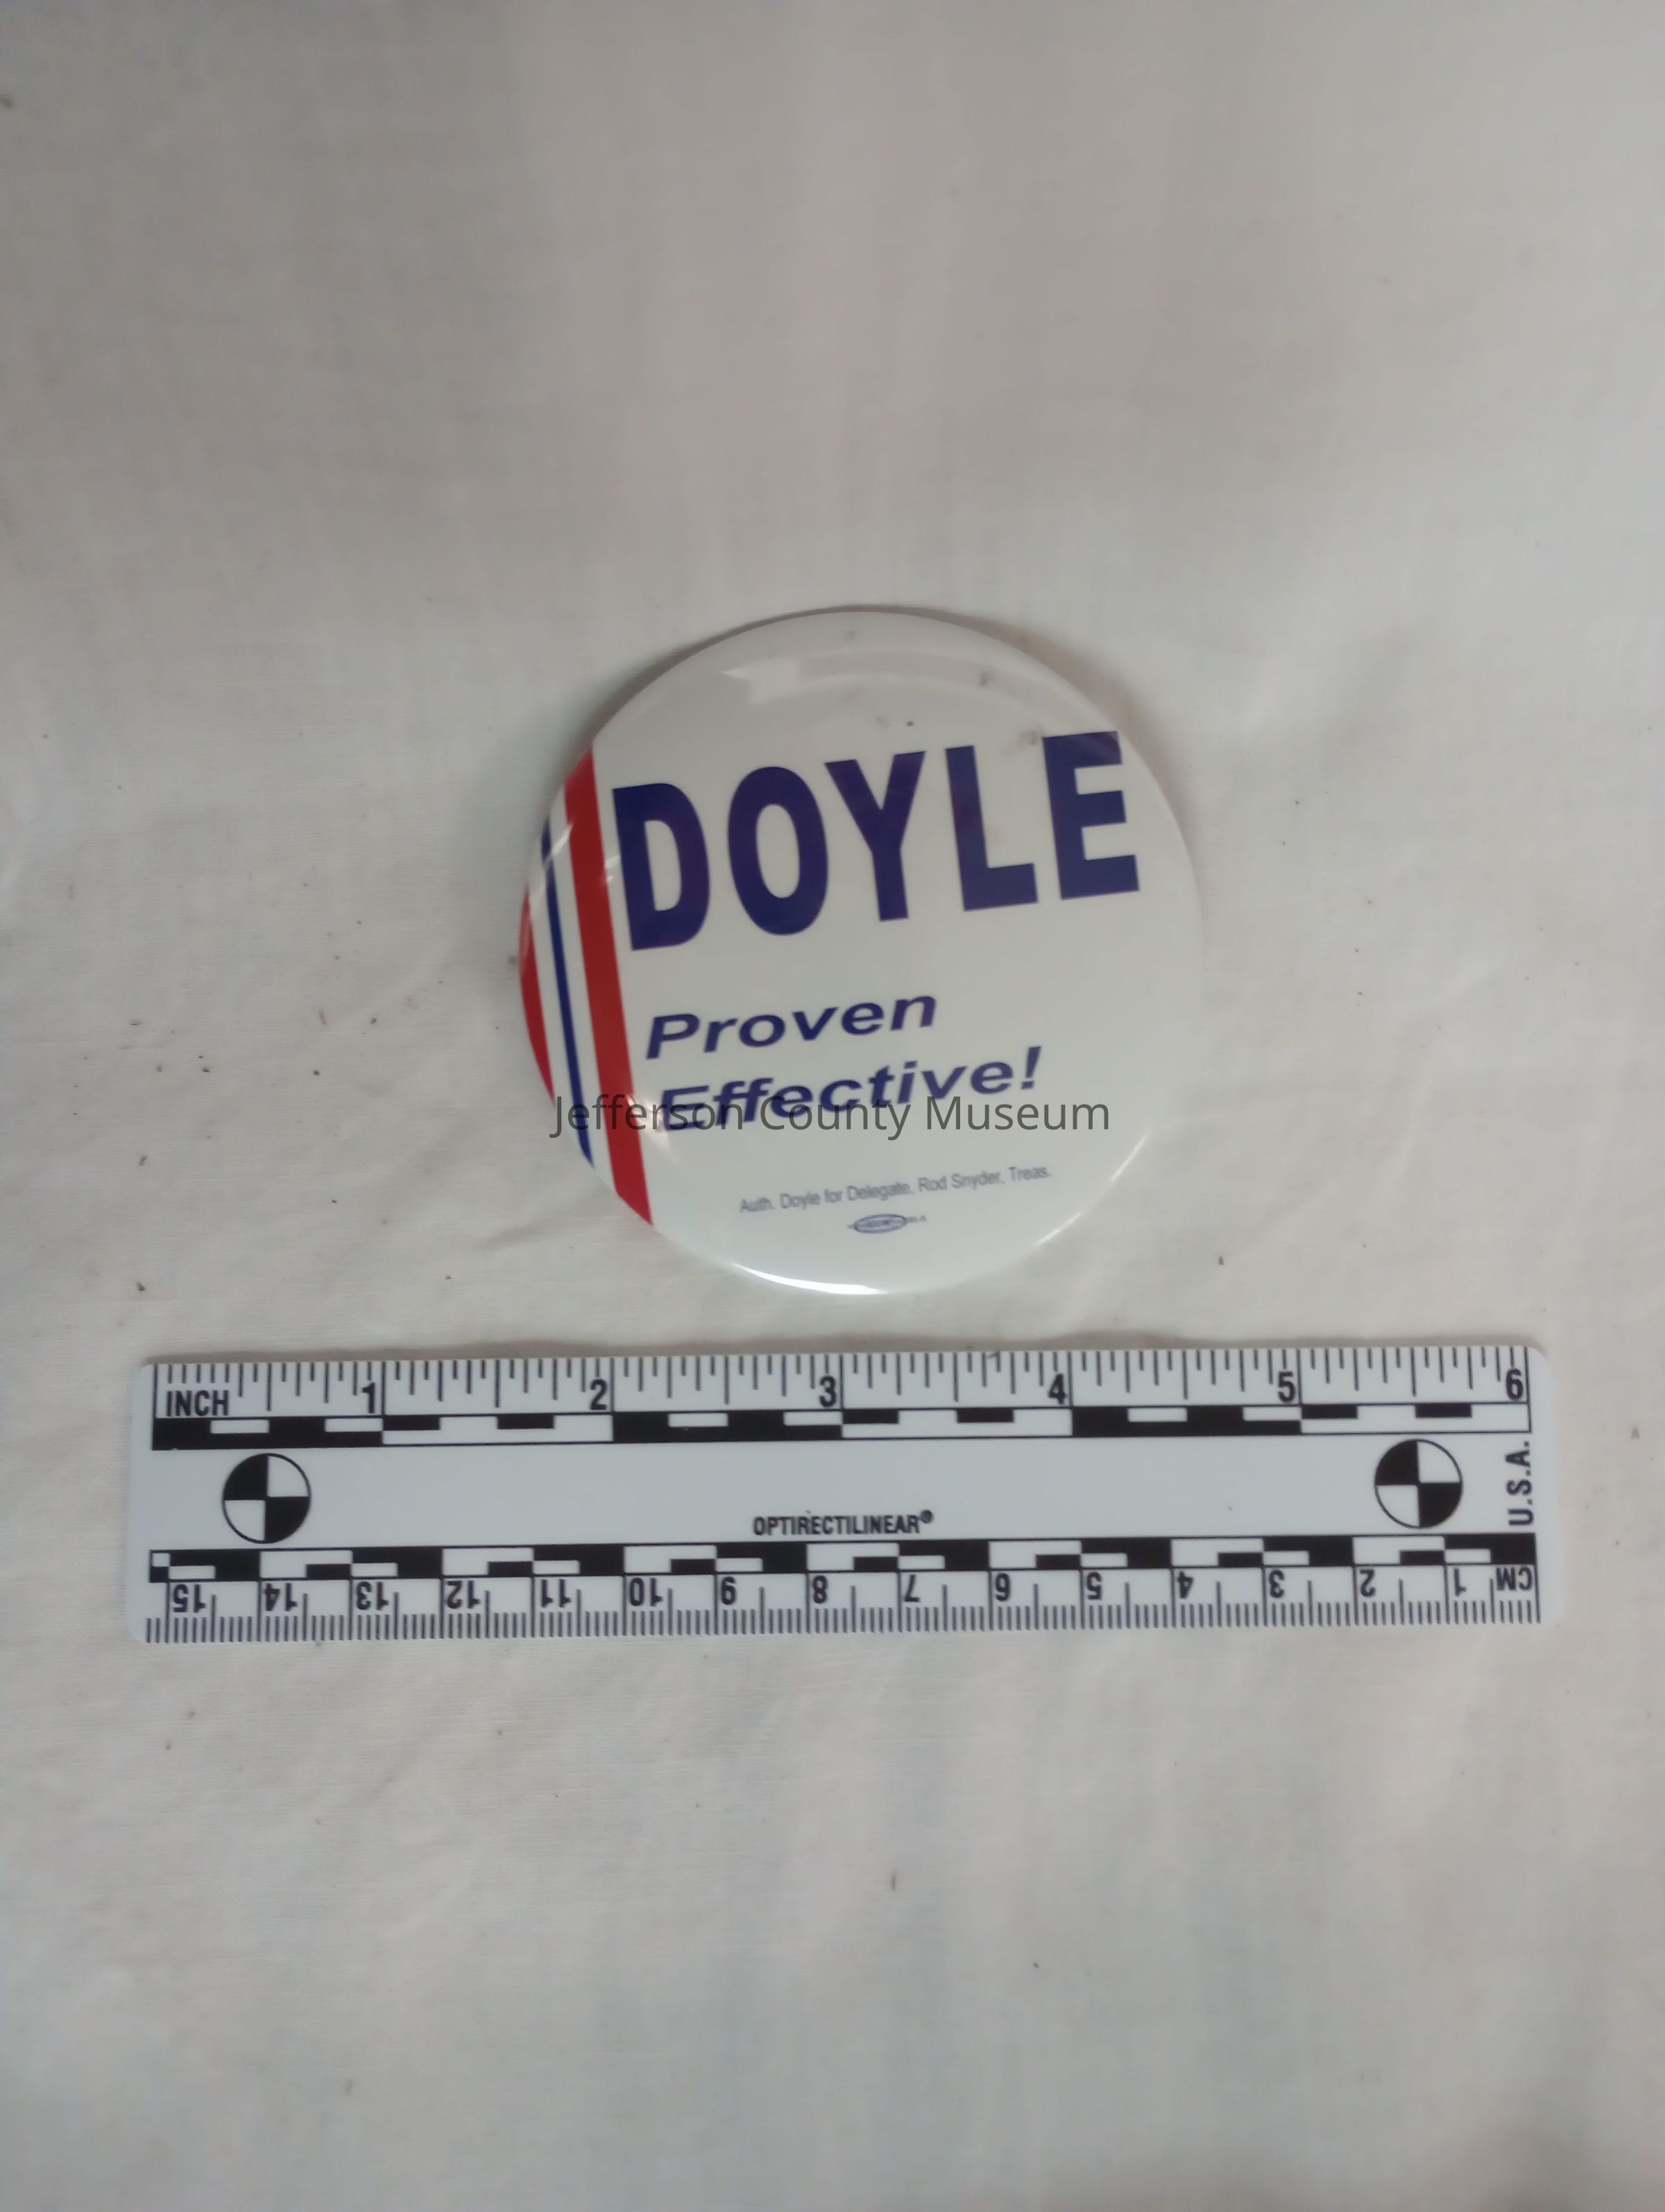 DOYLE
Proven
Effective!
Jefferson County Museum
Auth. Doyle for Delegate, Rod Snyder, Treas.
INCH 1 2 3 4 5 6
U.S.A.
OPTIRECTILINEAR®
15 14 13 12 11 10 9 8 7 6 5 4 3 2 1 CM